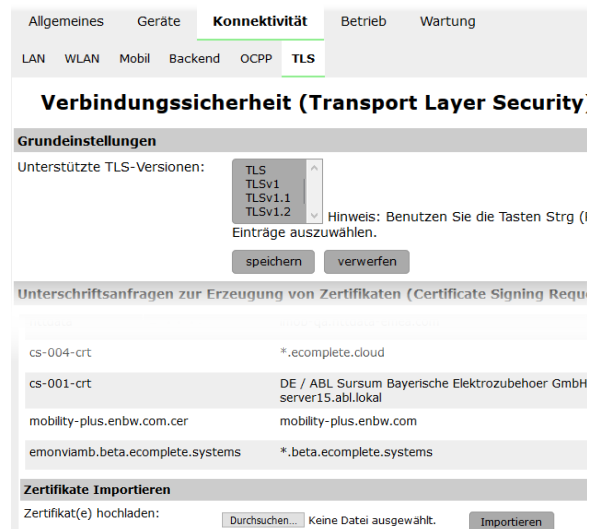 Allgemeines Geräte Konnektivität Betrieb Wartung
LAN WLAN Mobil Backend OCPP TLS
Verbindungssicherheit (Transport Layer Security)
Grundeinstellungen
Unterstützte TLS-Versionen:
TLS
TLSv1
TLSv1.1
TLSv1.2
Hinweis: Benutzen Sie die Tasten Strg (
Einträge auszuwählen.
speichern verwerfen
Unterschriftsanfragen zur Erzeugung von Zertifikaten (Certificate Signing Requ
cs-004-crt *.ecomplete.cloud
cs-001-crt DE / ABL Sursum Bayerische Elektrozubehoer GmbH
server15.abl.lokal
mobility-plus.enbw.com.cer mobility-plus.enbw.com
emonviamb.beta.ecomplete.systems *.beta.ecomplete.systems
Zertifikate Importieren
Zertifikat(e) hochladen: Durchsuchen... Keine Datei ausgewählt. Importieren